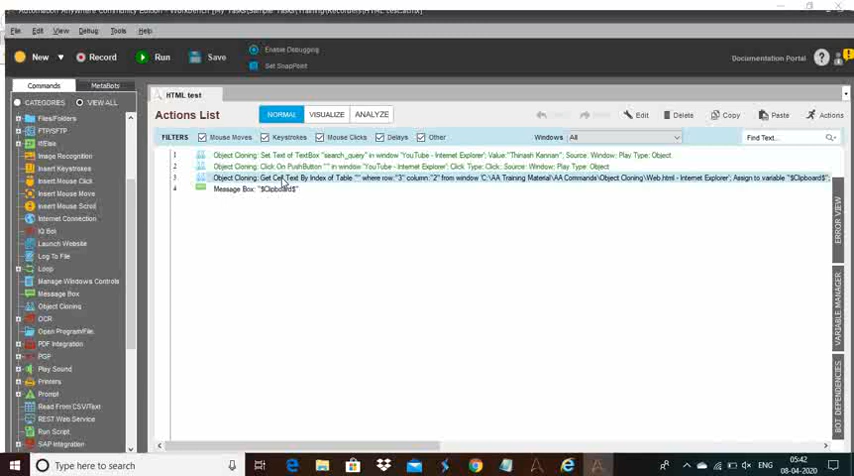 Automation Anywhere Community Edition - Workbench [My Tasks\Sample Tasks\Training\Recorders\HTML test.atmx]
File Edit View Debug Tools Help
New Record Run Save
Enable Debugging
Set SnapPoint
Documentation Portal
Commands MetaBots
CATEGORIES VIEW ALL
Files/Folders
FTP/SFTP
If/Else
Image Recognition
Insert Keystrokes
Insert Mouse Click
Insert Mouse Move
Insert Mouse Scroll
Internet Connection
IQ Bot
Launch Website
Log To File
Loop
Manage Windows Controls
Message Box
Object Cloning
OCR
Open Program/File
PDF Integration
PGP
Play Sound
Printers
Prompt
Read From CSV/Text
REST Web Service
Run Script
SAP Integration
HTML test
Actions List
NORMAL VISUALIZE ANALYZE
Edit Delete Copy Paste Actions
FILTERS Mouse Moves Keystrokes Mouse Clicks Delays Other Windows All Find Text...
1 Object Cloning: Set Text of TextBox "search_query" in window "YouTube - Internet Explorer"; Value:"Thinash Kannan"; Source: Window; Play Type: Object
2 Object Cloning: Click On PushButton "" in window "YouTube - Internet Explorer"; Click Type: Click; Source: Window; Play Type: Object
3 Object Cloning: Get Cell Text By Index of Table "" where row:"3" column:"2" from window 'C:\AA Training Material\AA Commands\Object Cloning\Web.html - Internet Explorer'; Assign to variable "$Clipboard$";
4 Message Box: "$Clipboard$"
ERROR VIEW
VARIABLE MANAGER
BOT DEPENDENCIES
Type here to search
ENG
05:42
08-04-2020